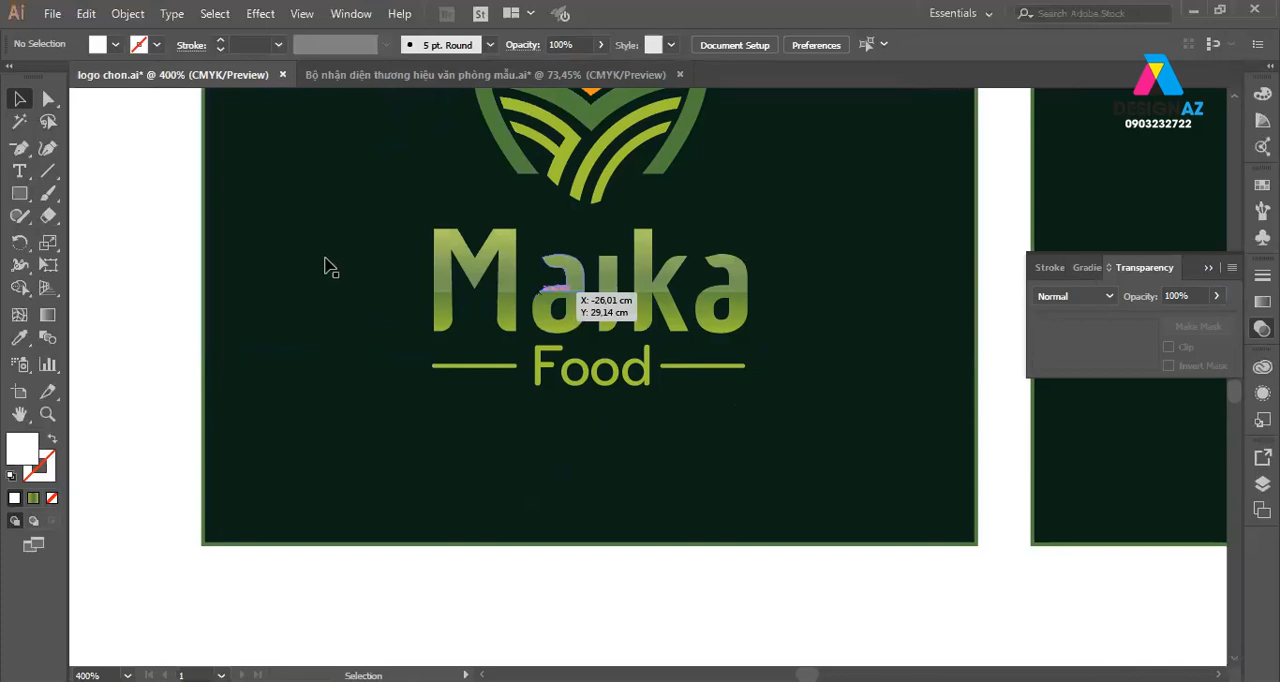 Ai File Edit Object Type Select Effect View Window Help Br St Essentials Search Adobe Stock
No Selection Stroke: 5 pt. Round Opacity: 100% Style: Document Setup Preferences
logo chon.ai* @ 400% (CMYK/Preview) × Bộ nhận diện thương hiệu văn phòng mẫu.ai* @ 73,45% (CMYK/Preview) ×
DESIGNAZ
0903232722
Maika
X: -26,01 cm
Y: 29,14 cm
Food
Stroke Gradie Transparency
Normal Opacity: 100%
Make Mask
Clip
Invert Mask
400% 1 Selection